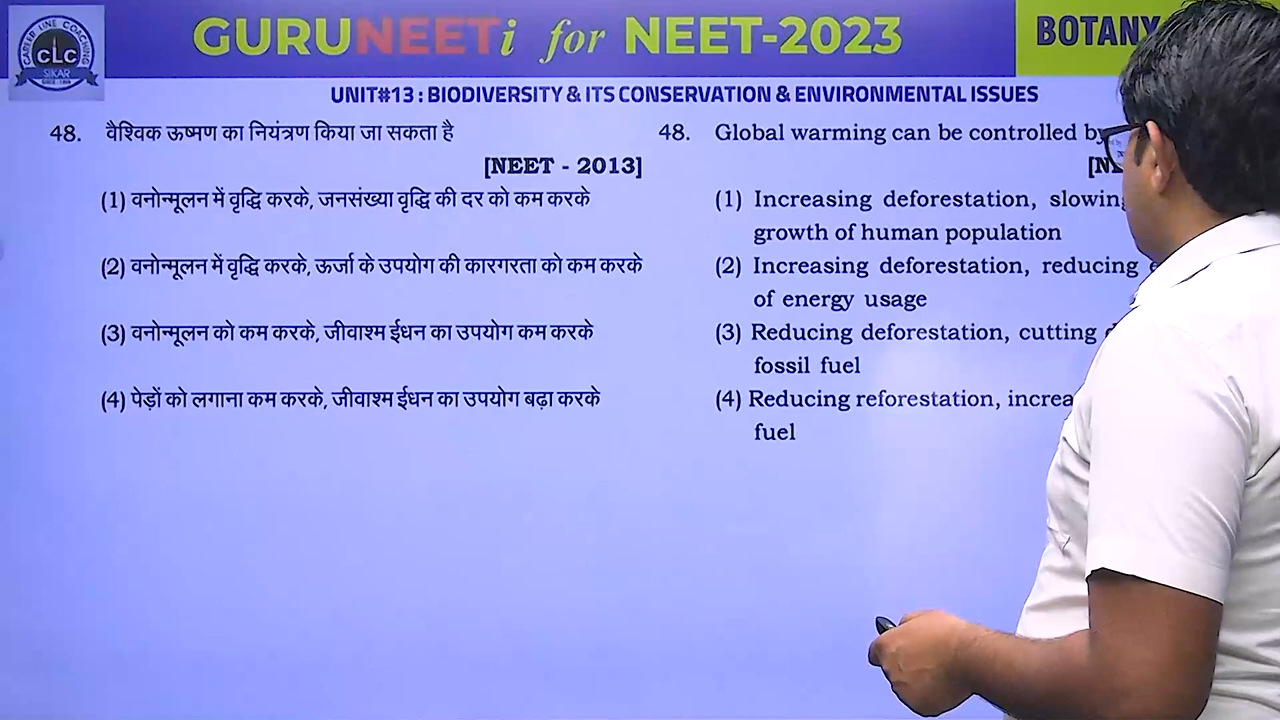 CAREER LINE COACHING
CLC
SIKAR
SINCE : 1996
GURUNEETi for NEET-2023
BOTANY
UNIT#13 : BIODIVERSITY & ITS CONSERVATION & ENVIRONMENTAL ISSUES
48. वैश्विक ऊष्मण का नियंत्रण किया जा सकता है
[NEET - 2013]
(1) वनोन्मूलन में वृद्धि करके, जनसंख्या वृद्धि की दर को कम करके
(2) वनोन्मूलन में वृद्धि करके, ऊर्जा के उपयोग की कारगरता को कम करके
(3) वनोन्मूलन को कम करके, जीवाश्म ईधन का उपयोग कम करके
(4) पेड़ों को लगाना कम करके, जीवाश्म ईधन का उपयोग बढ़ा करके
48. Global warming can be controlled by
(1) Increasing deforestation, slowing
growth of human population
(2) Increasing deforestation, reducing
of energy usage
(3) Reducing deforestation, cutting
fossil fuel
(4) Reducing reforestation,
fuel